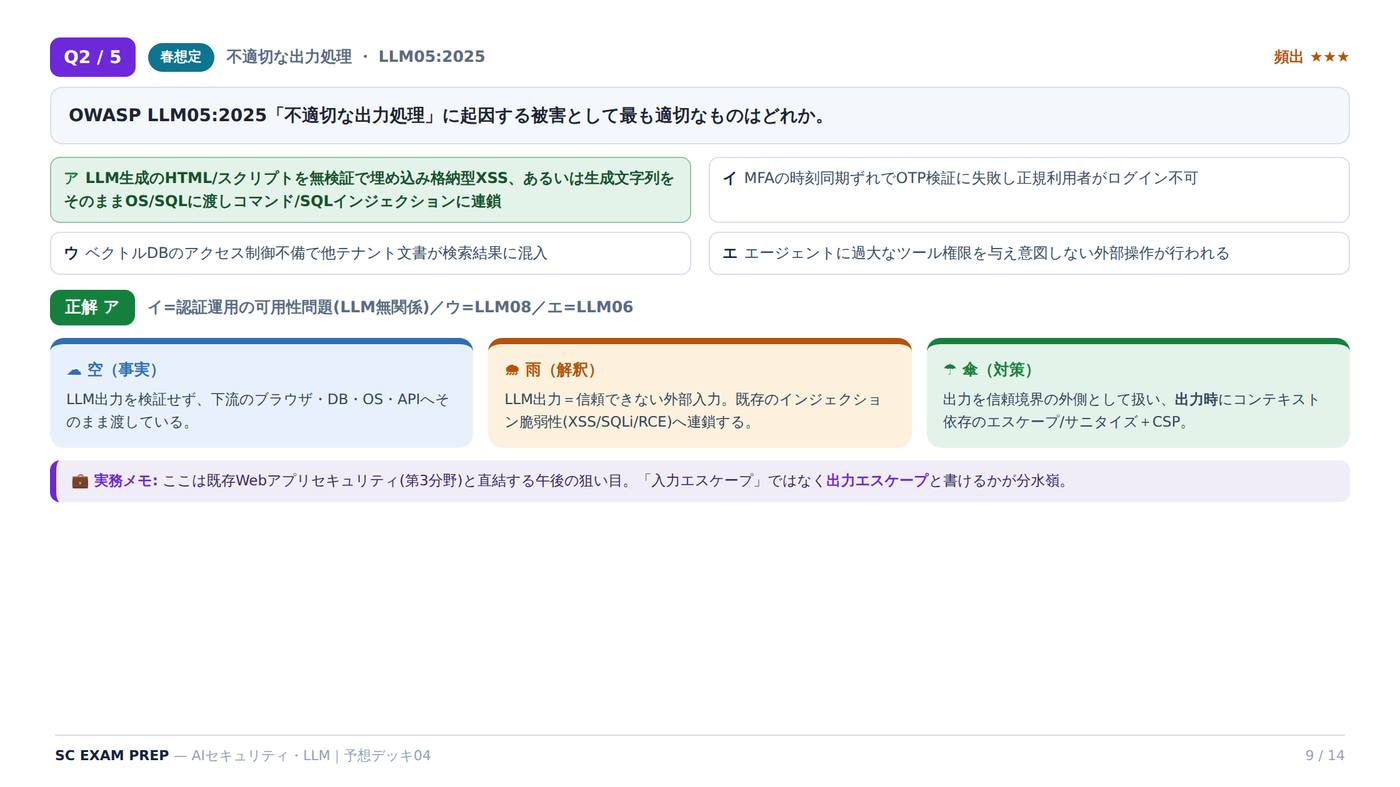 Q2 / 5
春想定
不適切な出力処理 ・ LLM05:2025
頻出 ★★★
OWASP LLM05:2025「不適切な出力処理」に起因する被害として最も適切なものはどれか。
ア LLM生成のHTML/スクリプトを無検証で埋め込み格納型XSS、あるいは生成文字列を
そのままOS/SQLに渡しコマンド/SQLインジェクションに連鎖
イ MFAの時刻同期ずれでOTP検証に失敗し正規利用者がログイン不可
ウ ベクトルDBのアクセス制御不備で他テナント文書が検索結果に混入
エ エージェントに過大なツール権限を与え意図しない外部操作が行われる
正解 ア
イ=認証運用の可用性問題(LLM無関係)／ウ=LLM08／エ=LLM06
☁ 空（事実）
LLM出力を検証せず、下流のブラウザ・DB・OS・APIへそ
のまま渡している。
🌧 雨（解釈）
LLM出力＝信頼できない外部入力。既存のインジェクショ
ン脆弱性(XSS/SQLi/RCE)へ連鎖する。
☂ 傘（対策）
出力を信頼境界の外側として扱い、出力時にコンテキスト
依存のエスケープ/サニタイズ＋CSP。
💼 実務メモ: ここは既存Webアプリセキュリティ(第3分野)と直結する午後の狙い目。「入力エスケープ」ではなく出力エスケープと書けるかが分水嶺。
SC EXAM PREP — AIセキュリティ・LLM｜予想デッキ04
9 / 14